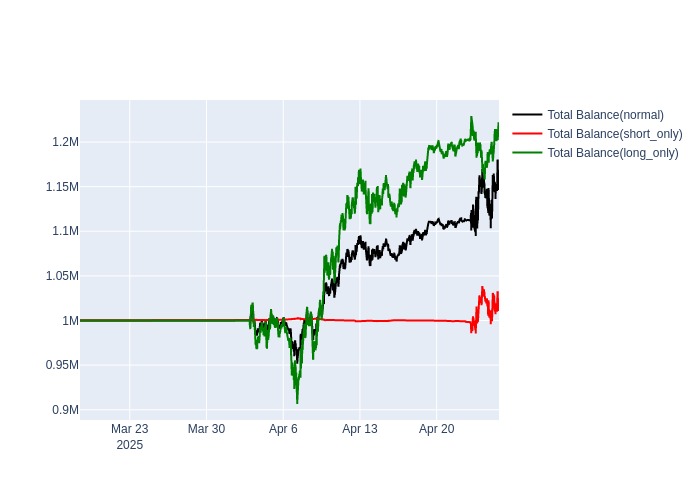 Total Balance(normal)
Total Balance(short_only)
Total Balance(long_only)
1.2M
1.15M
1.1M
1.05M
1M
0.95M
0.9M
Mar 23
2025
Mar 30
Apr 6
Apr 13
Apr 20